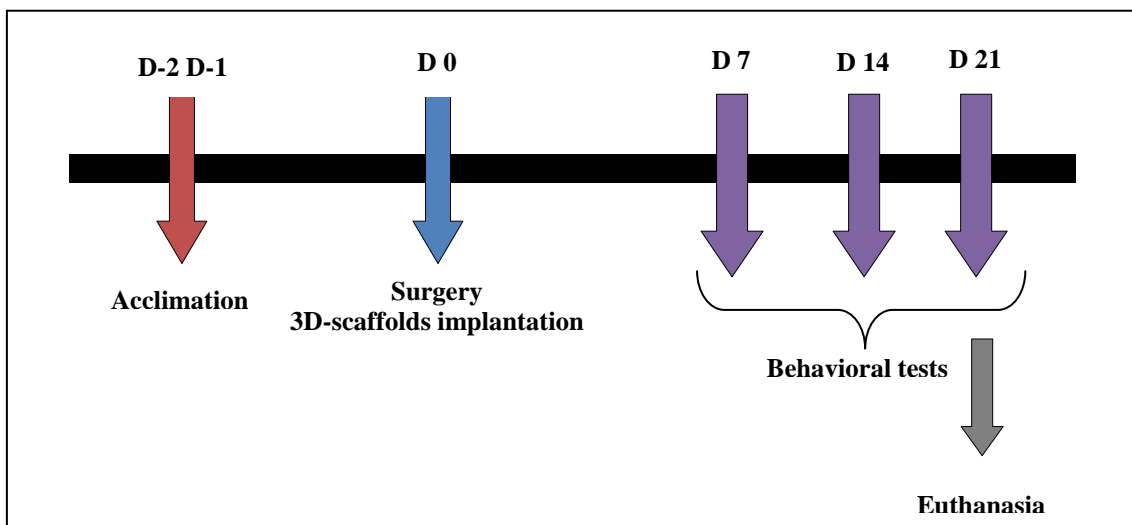 D-2 D-1
D 0
D 7
D 14
D 21
Acclimation
Surgery
3D-scaffolds implantation
Behavioral tests
Euthanasia